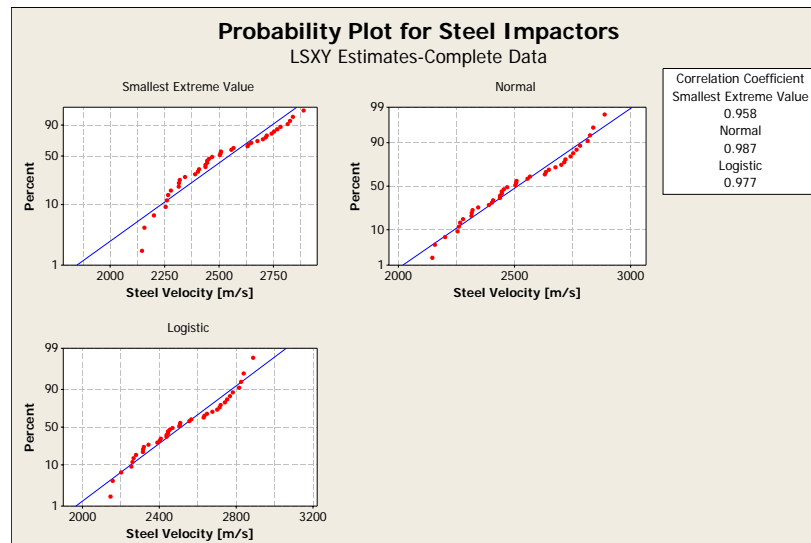 Probability Plot for Steel Impactors
LSXY Estimates-Complete Data
Smallest Extreme Value
90
50
10
1
2000 2250 2500 2750
Percent
Steel Velocity [m/s]
Normal
99
90
50
10
1
2000 2500 3000
Percent
Steel Velocity [m/s]
Correlation Coefficient
Smallest Extreme Value
0.958
Normal
0.987
Logistic
0.977
Logistic
99
90
50
10
1
2000 2400 2800 3200
Percent
Steel Velocity [m/s]